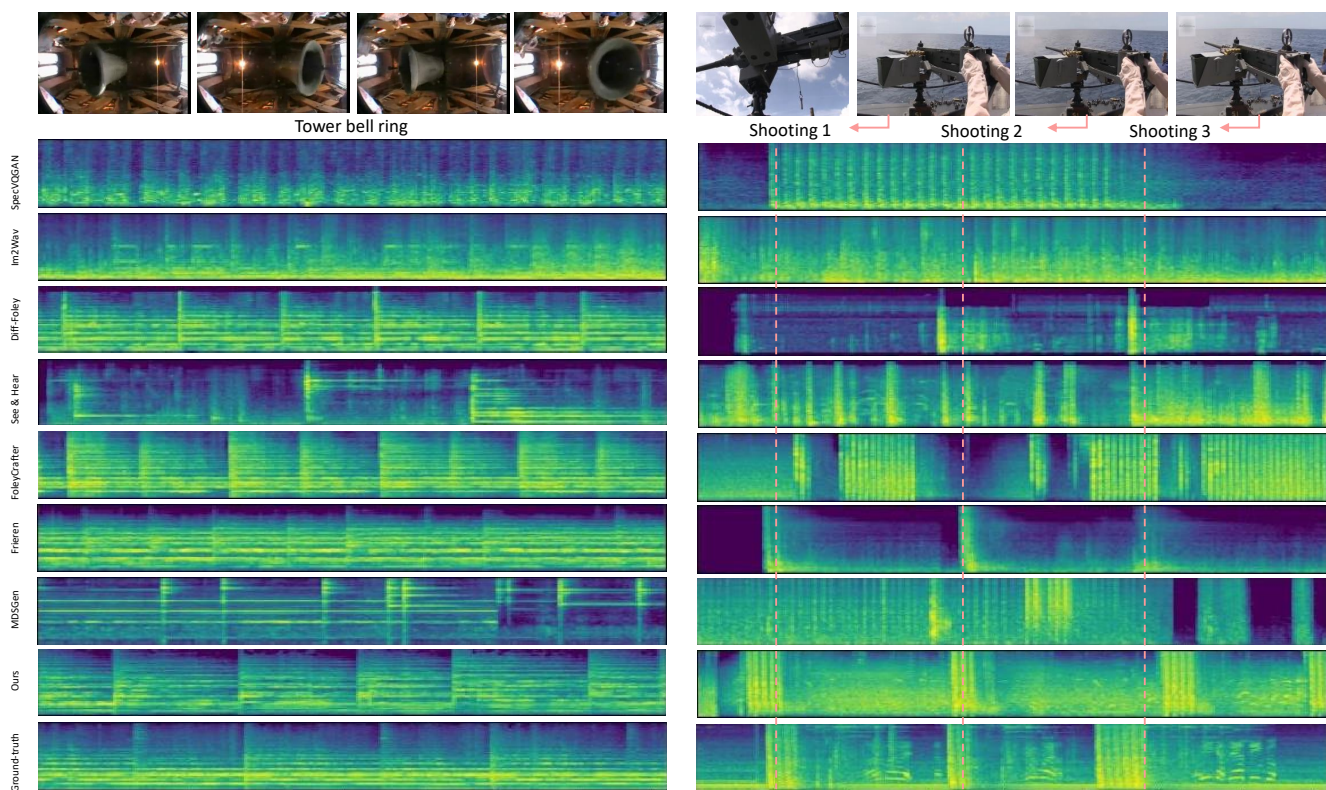 Tower bell ring
Shooting 1
Shooting 2
Shooting 3
SpecVQGAN
Im2Wav
Diff-Foley
See & Hear
FoleyCrafter
Frieren
MDSGen
Ours
Ground-truth